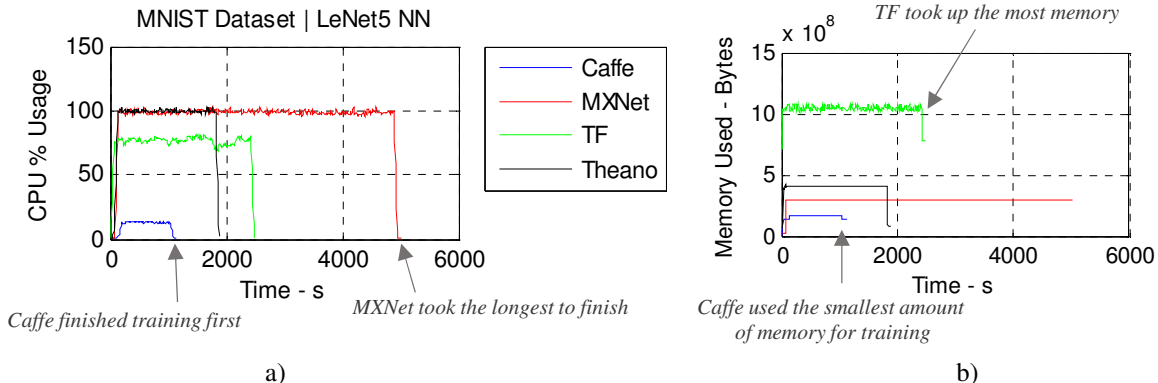 MNIST Dataset | LeNet5 NN
CPU % Usage
150
100
50
0
0
2000
4000
6000
Time - s
Caffe
MXNet
TF
Theano
Caffe finished training first
MXNet took the longest to finish
a)
TF took up the most memory
x 10^8
Memory Used - Bytes
15
10
5
0
0
2000
4000
6000
Time - s
Caffe used the smallest amount
of memory for training
b)